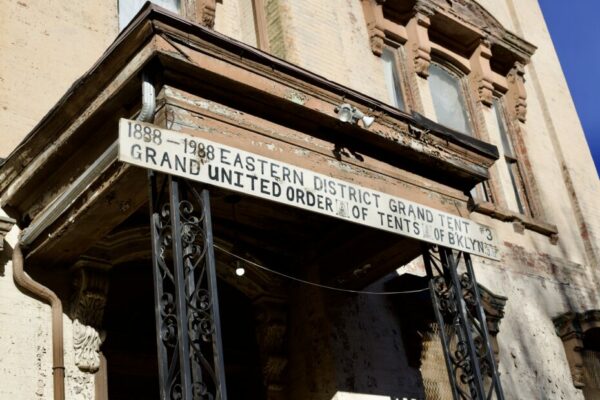 1888-1988 EASTERN DISTRICT GRAND TENT #3
GRAND UNITED ORDER OF TENTS OF B'KLYN